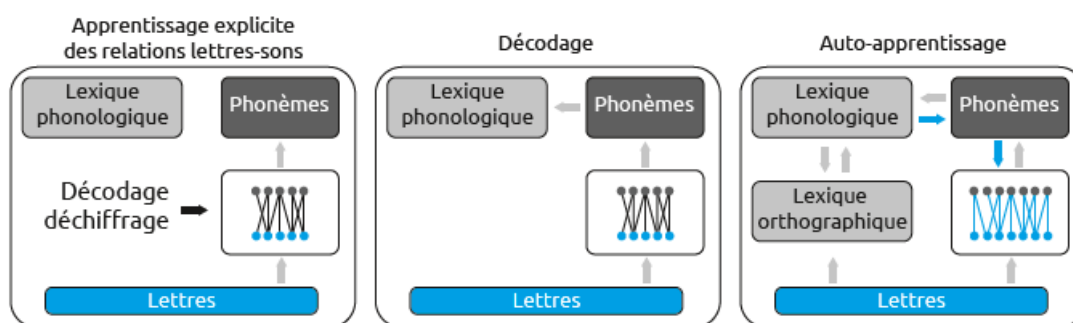 Apprentissage explicite
des relations lettres-sons
Lexique
phonologique
Phonèmes
Décodage
déchiffrage
Lettres
Décodage
Lexique
phonologique
Phonèmes
Lettres
Auto-apprentissage
Lexique
phonologique
Phonèmes
Lexique
orthographique
Lettres